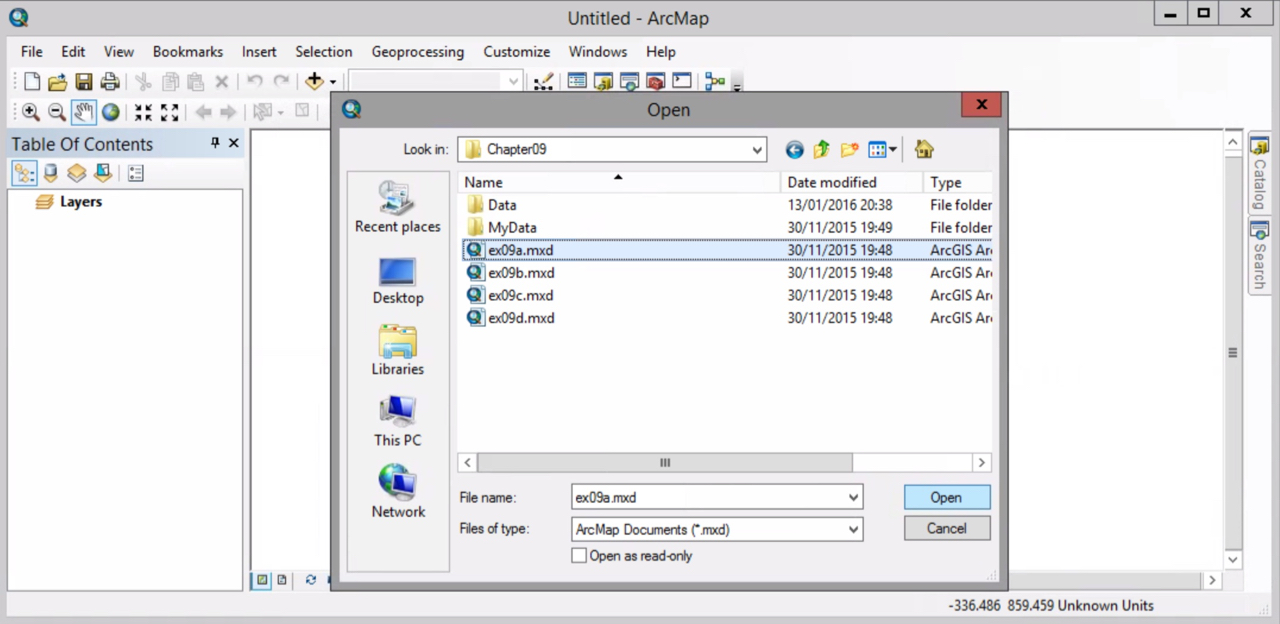 Untitled - ArcMap
File Edit View Bookmarks Insert Selection Geoprocessing Customize Windows Help
Table Of Contents
Layers
Open
Look in: Chapter09
Name Date modified Type
Data 13/01/2016 20:38 File folder
MyData 30/11/2015 19:49 File folder
ex09a.mxd 30/11/2015 19:48 ArcGIS Ar
ex09b.mxd 30/11/2015 19:48 ArcGIS Ar
ex09c.mxd 30/11/2015 19:48 ArcGIS Ar
ex09d.mxd 30/11/2015 19:48 ArcGIS Ar
Recent places
Desktop
Libraries
This PC
Network
File name: ex09a.mxd Open
Files of type: ArcMap Documents (*.mxd) Cancel
Open as read-only
Catalog
Search
-336.486 859.459 Unknown Units